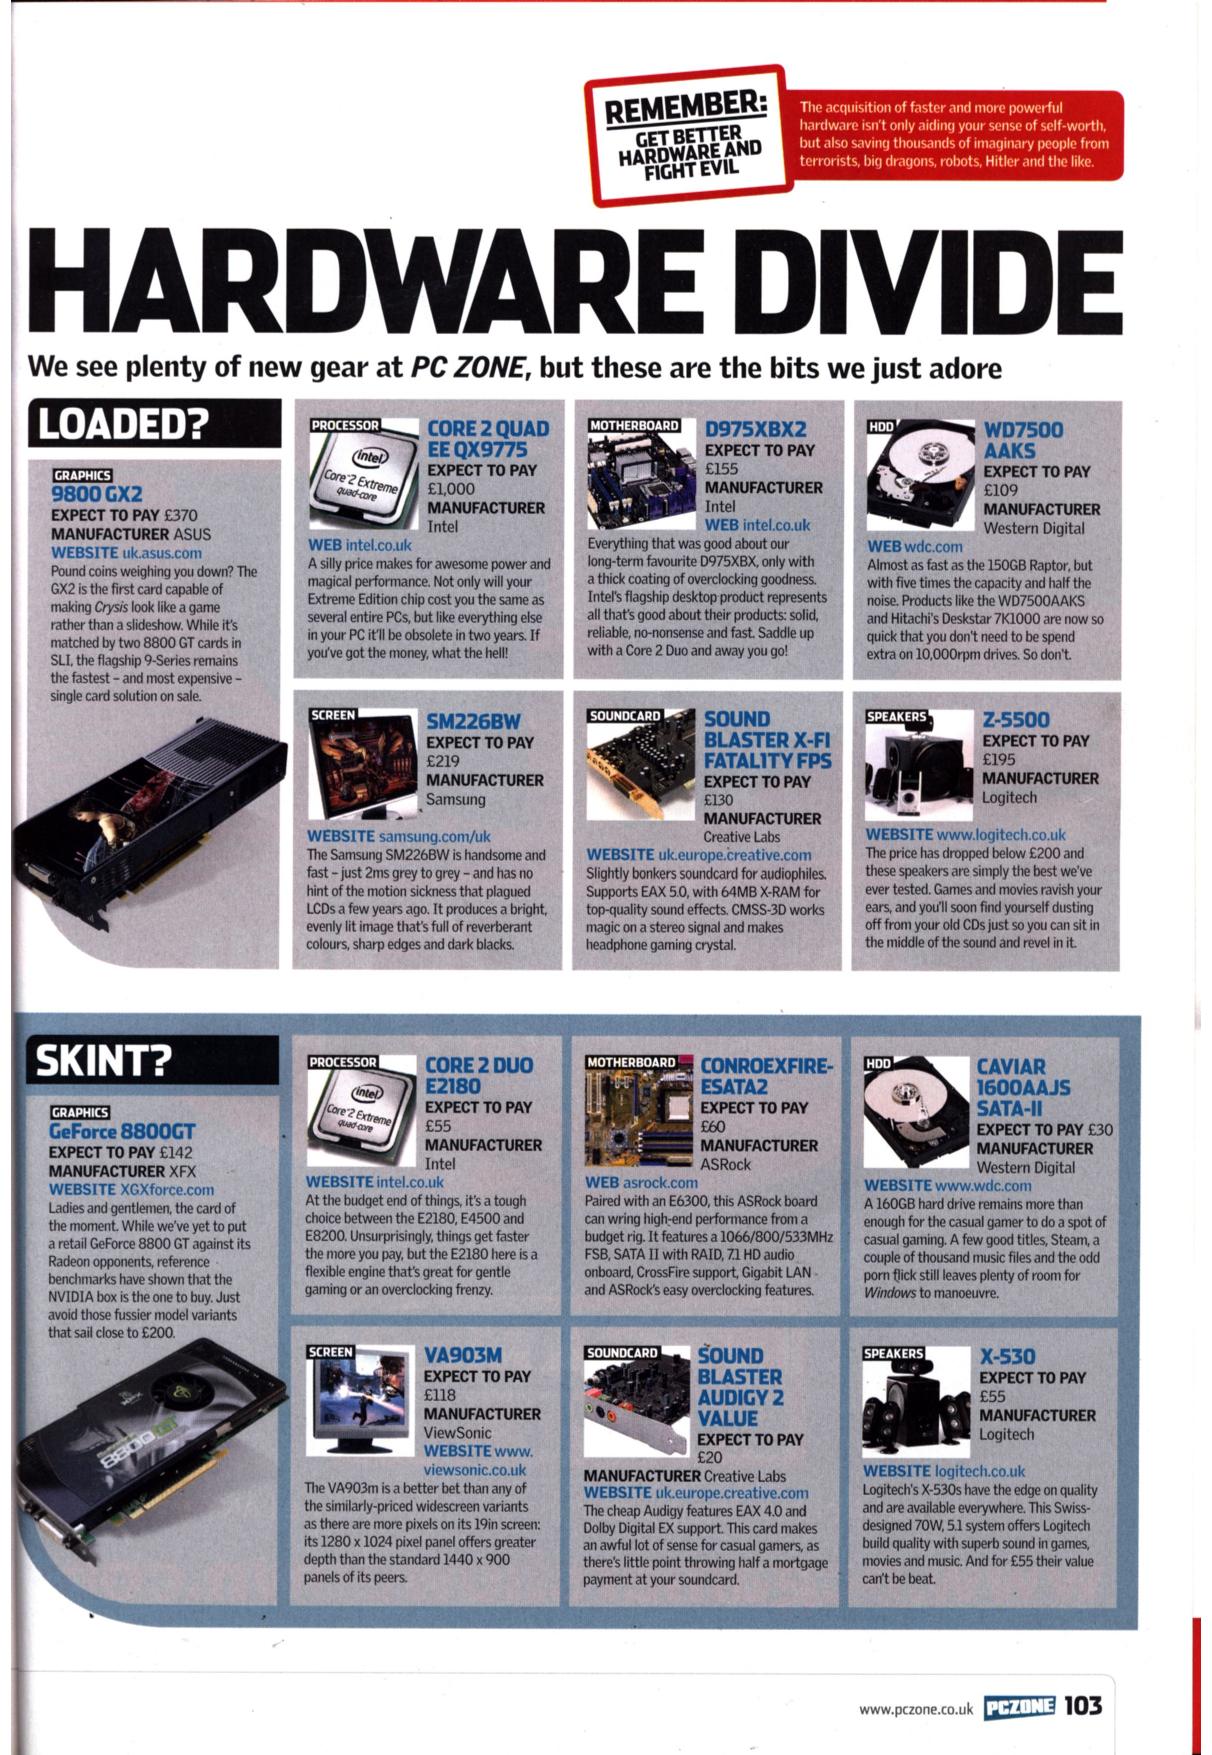 REMEMBER:
GET BETTER
HARDWARE AND
FIGHT EVIL
The acquisition of faster and more powerful
hardware isn't only aiding your sense of self-worth,
but also saving thousands of imaginary people from
terrorists, big dragons, robots, Hitler and the like.
HARDWARE DIVIDE
We see plenty of new gear at PC ZONE, but these are the bits we just adore
LOADED?
GRAPHICS
9800 GX2
EXPECT TO PAY £370
MANUFACTURER ASUS
WEBSITE uk.asus.com
Pound coins weighing you down? The
GX2 is the first card capable of
making Crysis look like a game
rather than a slideshow. While it's
matched by two 8800 GT cards in
SLI, the flagship 9-Series remains
the fastest – and most expensive –
single card solution on sale.
PROCESSOR
intel
Core™2 Extreme
quad-core
CORE 2 QUAD
EE QX9775
EXPECT TO PAY
£1,000
MANUFACTURER
Intel
WEB intel.co.uk
A silly price makes for awesome power and
magical performance. Not only will your
Extreme Edition chip cost you the same as
several entire PCs, but like everything else
in your PC it'll be obsolete in two years. If
you've got the money, what the hell!
MOTHERBOARD
D975XBX2
EXPECT TO PAY
£155
MANUFACTURER
Intel
WEB intel.co.uk
Everything that was good about our
long-term favourite D975XBX, only with
a thick coating of overclocking goodness.
Intel's flagship desktop product represents
all that's good about their products: solid,
reliable, no-nonsense and fast. Saddle up
with a Core 2 Duo and away you go!
HDD
WD7500
AAKS
EXPECT TO PAY
£109
MANUFACTURER
Western Digital
WEB wdc.com
Almost as fast as the 150GB Raptor, but
with five times the capacity and half the
noise. Products like the WD7500AAKS
and Hitachi's Deskstar 7K1000 are now so
quick that you don't need to be spend
extra on 10,000rpm drives. So don't.
SCREEN
SM226BW
EXPECT TO PAY
£219
MANUFACTURER
Samsung
WEBSITE samsung.com/uk
The Samsung SM226BW is handsome and
fast – just 2ms grey to grey – and has no
hint of the motion sickness that plagued
LCDs a few years ago. It produces a bright,
evenly lit image that's full of reverberant
colours, sharp edges and dark blacks.
SOUNDCARD
SOUND
BLASTER X-FI
FATAL1TY FPS
EXPECT TO PAY
£130
MANUFACTURER
Creative Labs
WEBSITE uk.europe.creative.com
Slightly bonkers soundcard for audiophiles.
Supports EAX 5.0, with 64MB X-RAM for
top-quality sound effects. CMSS-3D works
magic on a stereo signal and makes
headphone gaming crystal.
SPEAKERS
Z-5500
EXPECT TO PAY
£195
MANUFACTURER
Logitech
WEBSITE www.logitech.co.uk
The price has dropped below £200 and
these speakers are simply the best we've
ever tested. Games and movies ravish your
ears, and you'll soon find yourself dusting
off from your old CDs just so you can sit in
the middle of the sound and revel in it.
SKINT?
GRAPHICS
GeForce 8800GT
EXPECT TO PAY £142
MANUFACTURER XFX
WEBSITE XGXforce.com
Ladies and gentlemen, the card of
the moment. While we've yet to put
a retail GeForce 8800 GT against its
Radeon opponents, reference
benchmarks have shown that the
NVIDIA box is the one to buy. Just
avoid those fussier model variants
that sail close to £200.
8800GT
PROCESSOR
intel
Core™2 Extreme
quad-core
CORE 2 DUO
E2180
EXPECT TO PAY
£55
MANUFACTURER
Intel
WEBSITE intel.co.uk
At the budget end of things, it's a tough
choice between the E2180, E4500 and
E8200. Unsurprisingly, things get faster
the more you pay, but the E2180 here is a
flexible engine that's great for gentle
gaming or an overclocking frenzy.
MOTHERBOARD
CONROEXFIRE-
ESATA2
EXPECT TO PAY
£60
MANUFACTURER
ASRock
WEB asrock.com
Paired with an E6300, this ASRock board
can wring high-end performance from a
budget rig. It features a 1066/800/533MHz
FSB, SATA II with RAID, 7.1 HD audio
onboard, CrossFire support, Gigabit LAN
and ASRock's easy overclocking features.
HDD
CAVIAR
1600AAJS
SATA-II
EXPECT TO PAY £30
MANUFACTURER
Western Digital
WEBSITE www.wdc.com
A 160GB hard drive remains more than
enough for the casual gamer to do a spot of
casual gaming. A few good titles, Steam, a
couple of thousand music files and the odd
porn flick still leaves plenty of room for
Windows to manoeuvre.
SCREEN
VA903M
EXPECT TO PAY
£118
MANUFACTURER
ViewSonic
WEBSITE www.
viewsonic.co.uk
The VA903m is a better bet than any of
the similarly-priced widescreen variants
as there are more pixels on its 19in screen:
its 1280 x 1024 pixel panel offers greater
depth than the standard 1440 x 900
panels of its peers.
SOUNDCARD
SOUND
BLASTER
AUDIGY 2
VALUE
EXPECT TO PAY
£20
MANUFACTURER Creative Labs
WEBSITE uk.europe.creative.com
The cheap Audigy features EAX 4.0 and
Dolby Digital EX support. This card makes
an awful lot of sense for casual gamers, as
there's little point throwing half a mortgage
payment at your soundcard.
SPEAKERS
X-530
EXPECT TO PAY
£55
MANUFACTURER
Logitech
WEBSITE logitech.co.uk
Logitech's X-530s have the edge on quality
and are available everywhere. This Swiss-
designed 70W, 5.1 system offers Logitech
build quality with superb sound in games,
movies and music. And for £55 their value
can't be beat.
www.pczone.co.uk PCZONE 103